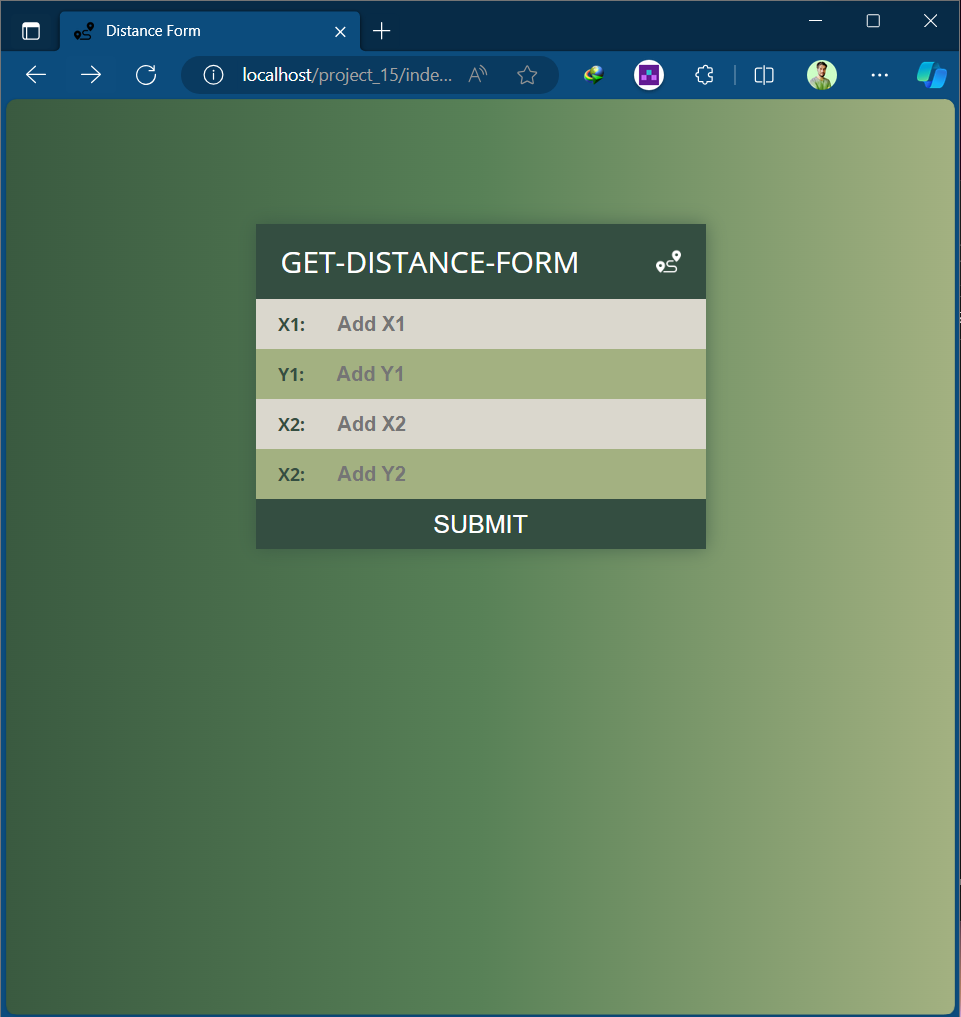 Distance Form
localhost/project_15/inde...
GET-DISTANCE-FORM
X1: Add X1
Y1: Add Y1
X2: Add X2
X2: Add Y2
SUBMIT